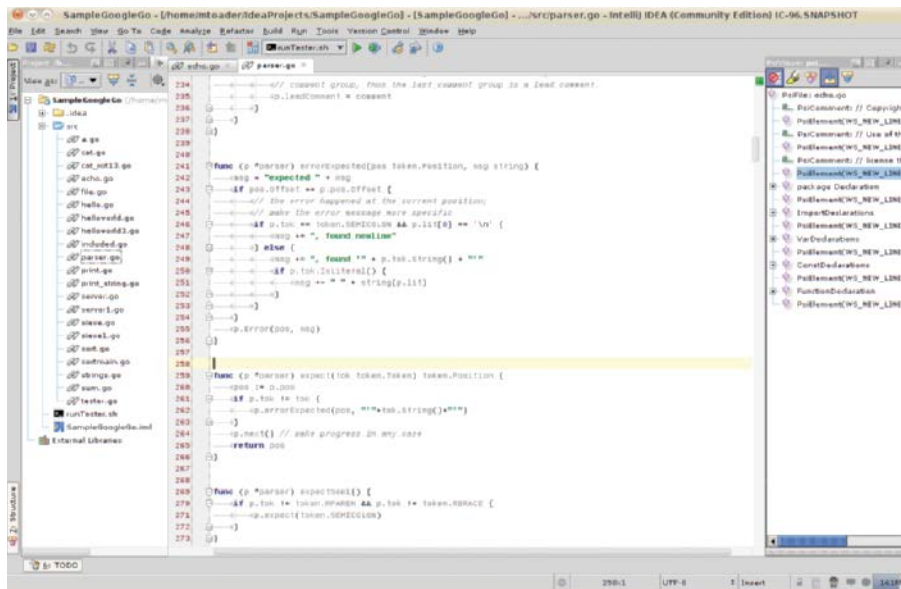 SampleGoogleGo - [/home/mtoader/IdeaProjects/SampleGoogleGo] - [SampleGoogleGo] - .../src/parser.go - IntelliJ IDEA (Community Edition) IC-96.SNAPSHOT
File Edit Search View Go To Code Analyze Refactor Build Run Tools Version Control Window Help
runTester.sh
echo.go
parser.go
1: Project
View as:
SampleGoogleGo
.idea
src
a.go
cat.go
cat_rot13.go
echo.go
file.go
hello.go
helloworld.go
helloworld3.go
included.go
parser.go
print.go
print_string.go
server.go
server1.go
sieve.go
sieve1.go
sort.go
sortmain.go
strings.go
sum.go
tester.go
runTester.sh
SampleGoogleGo.iml
External Libraries
234 // comment group, then the last comment group is a lead comment.
235 p.leadComment = comment
236 }
237 }
238 }
239
240
241 func (p *parser) errorExpected(pos token.Position, msg string) {
242 msg = "expected " + msg
243 if pos.Offset == p.pos.Offset {
244 // the error happened at the current position;
245 // make the error message more specific
246 if p.tok == token.SEMICOLON && p.lit[0] == '\n' {
247 msg += ", found newline"
248 } else {
249 msg += ", found '" + p.tok.String() + "'"
250 if p.tok.IsLiteral() {
251 msg += " " + string(p.lit)
252 }
253 }
254 }
255 p.Error(pos, msg)
256 }
257
258
259 func (p *parser) expect(tok token.Token) token.Position {
260 pos := p.pos
261 if p.tok != tok {
262 p.errorExpected(pos, "'"+tok.String()+"'")
263 }
264 p.next() // make progress in any case
265 return pos
266 }
267
268
269 func (p *parser) expectSemi() {
270 if p.tok != token.RPAREN && p.tok != token.RBRACE {
271 p.expect(token.SEMICOLON)
272 }
273 }
PsiFile: echo.go
PsiComment: // Copyrigh
PsiElement(WS_NEW_LINE
PsiComment: // Use of th
PsiElement(WS_NEW_LINE
PsiComment: // license th
PsiElement(WS_NEW_LINE
package Declaration
PsiElement(WS_NEW_LINE
ImportDeclarations
PsiElement(WS_NEW_LINE
VarDeclarations
PsiElement(WS_NEW_LINE
ConstDeclarations
PsiElement(WS_NEW_LINE
FunctionDeclaration
PsiElement(WS_NEW_LINE
2: Structure
6: TODO
258:1 UTF-8 Insert